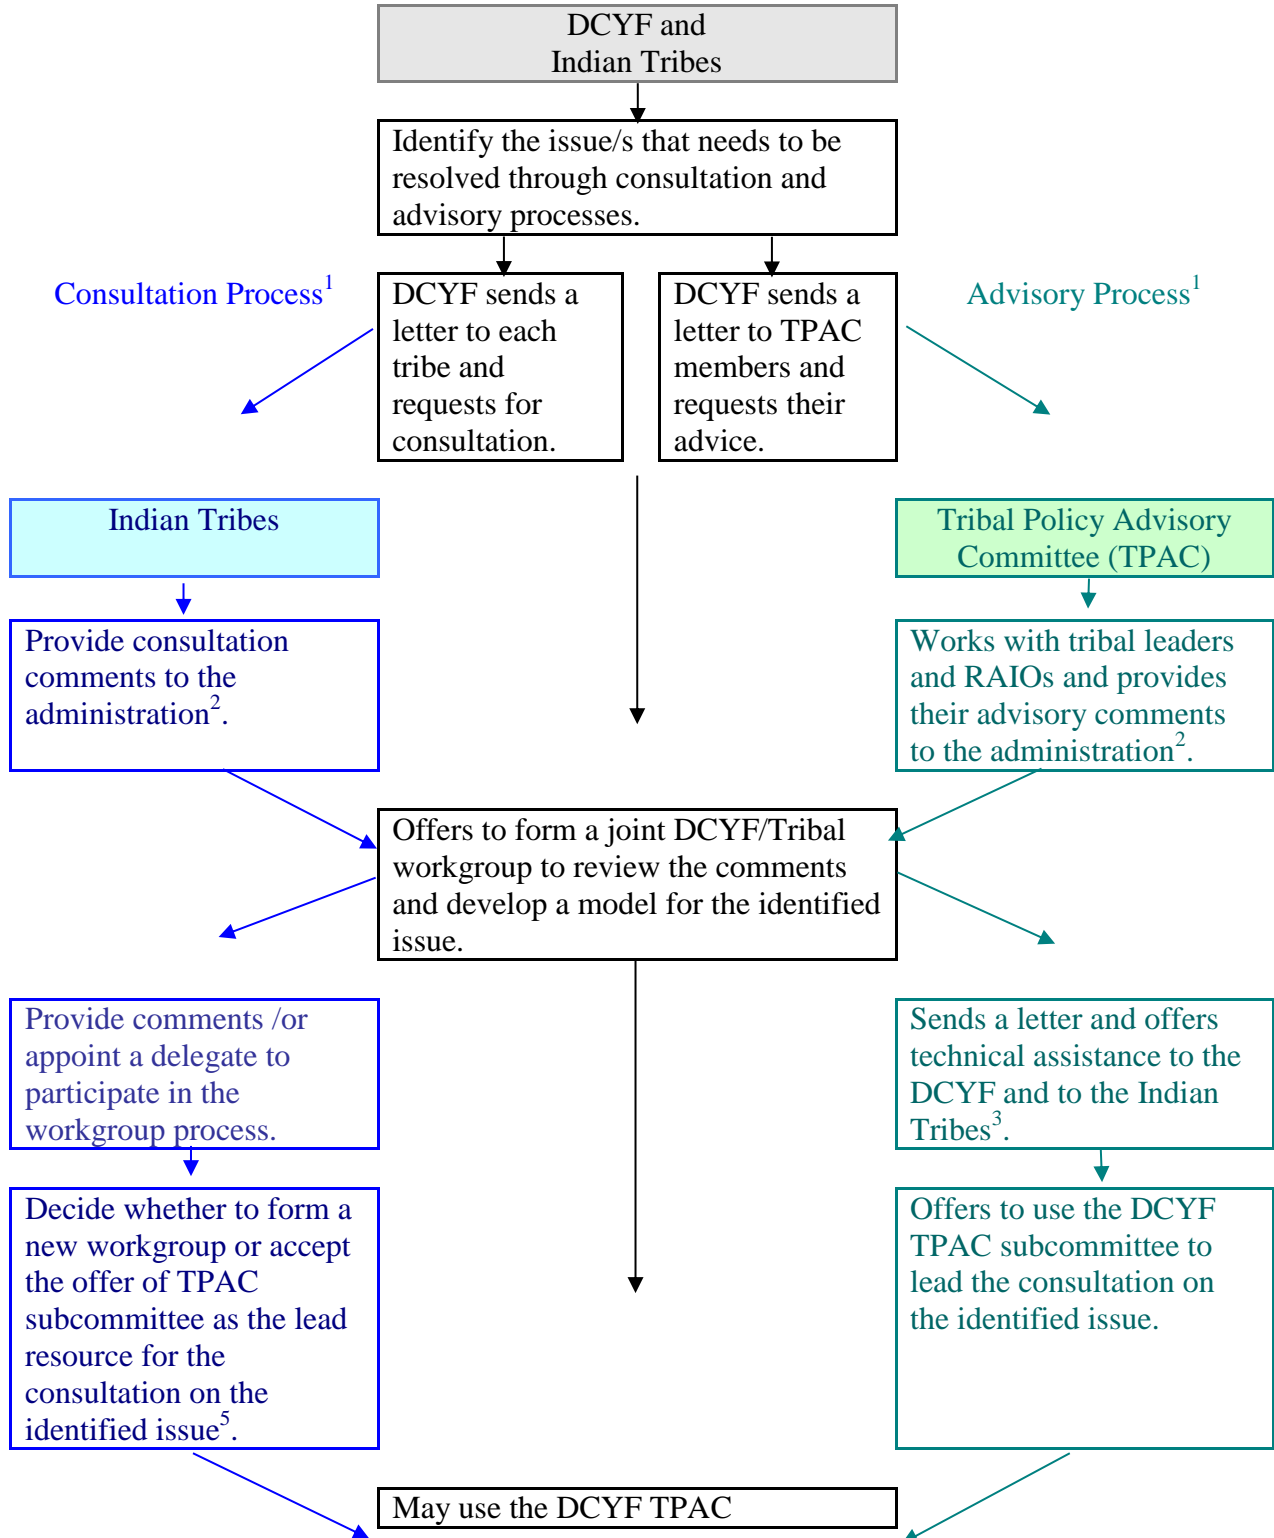 DCYF and
Indian Tribes
Identify the issue/s that needs to be
resolved through consultation and
advisory processes.
Consultation Process¹
DCYF sends a
letter to each
tribe and
requests for
consultation.
DCYF sends a
letter to TPAC
members and
requests their
advice.
Advisory Process¹
Indian Tribes
Tribal Policy Advisory
Committee (TPAC)
Provide consultation
comments to the
administration².
Works with tribal leaders
and RAIOs and provides
their advisory comments
to the administration².
Offers to form a joint DCYF/Tribal
workgroup to review the comments
and develop a model for the identified
issue.
Provide comments /or
appoint a delegate to
participate in the
workgroup process.
Sends a letter and offers
technical assistance to the
DCYF and to the Indian
Tribes³.
Decide whether to form a
new workgroup or accept
the offer of TPAC
subcommittee as the lead
resource for the
consultation on the
identified issue⁵.
Offers to use the DCYF
TPAC subcommittee to
lead the consultation on
the identified issue.
May use the DCYF TPAC